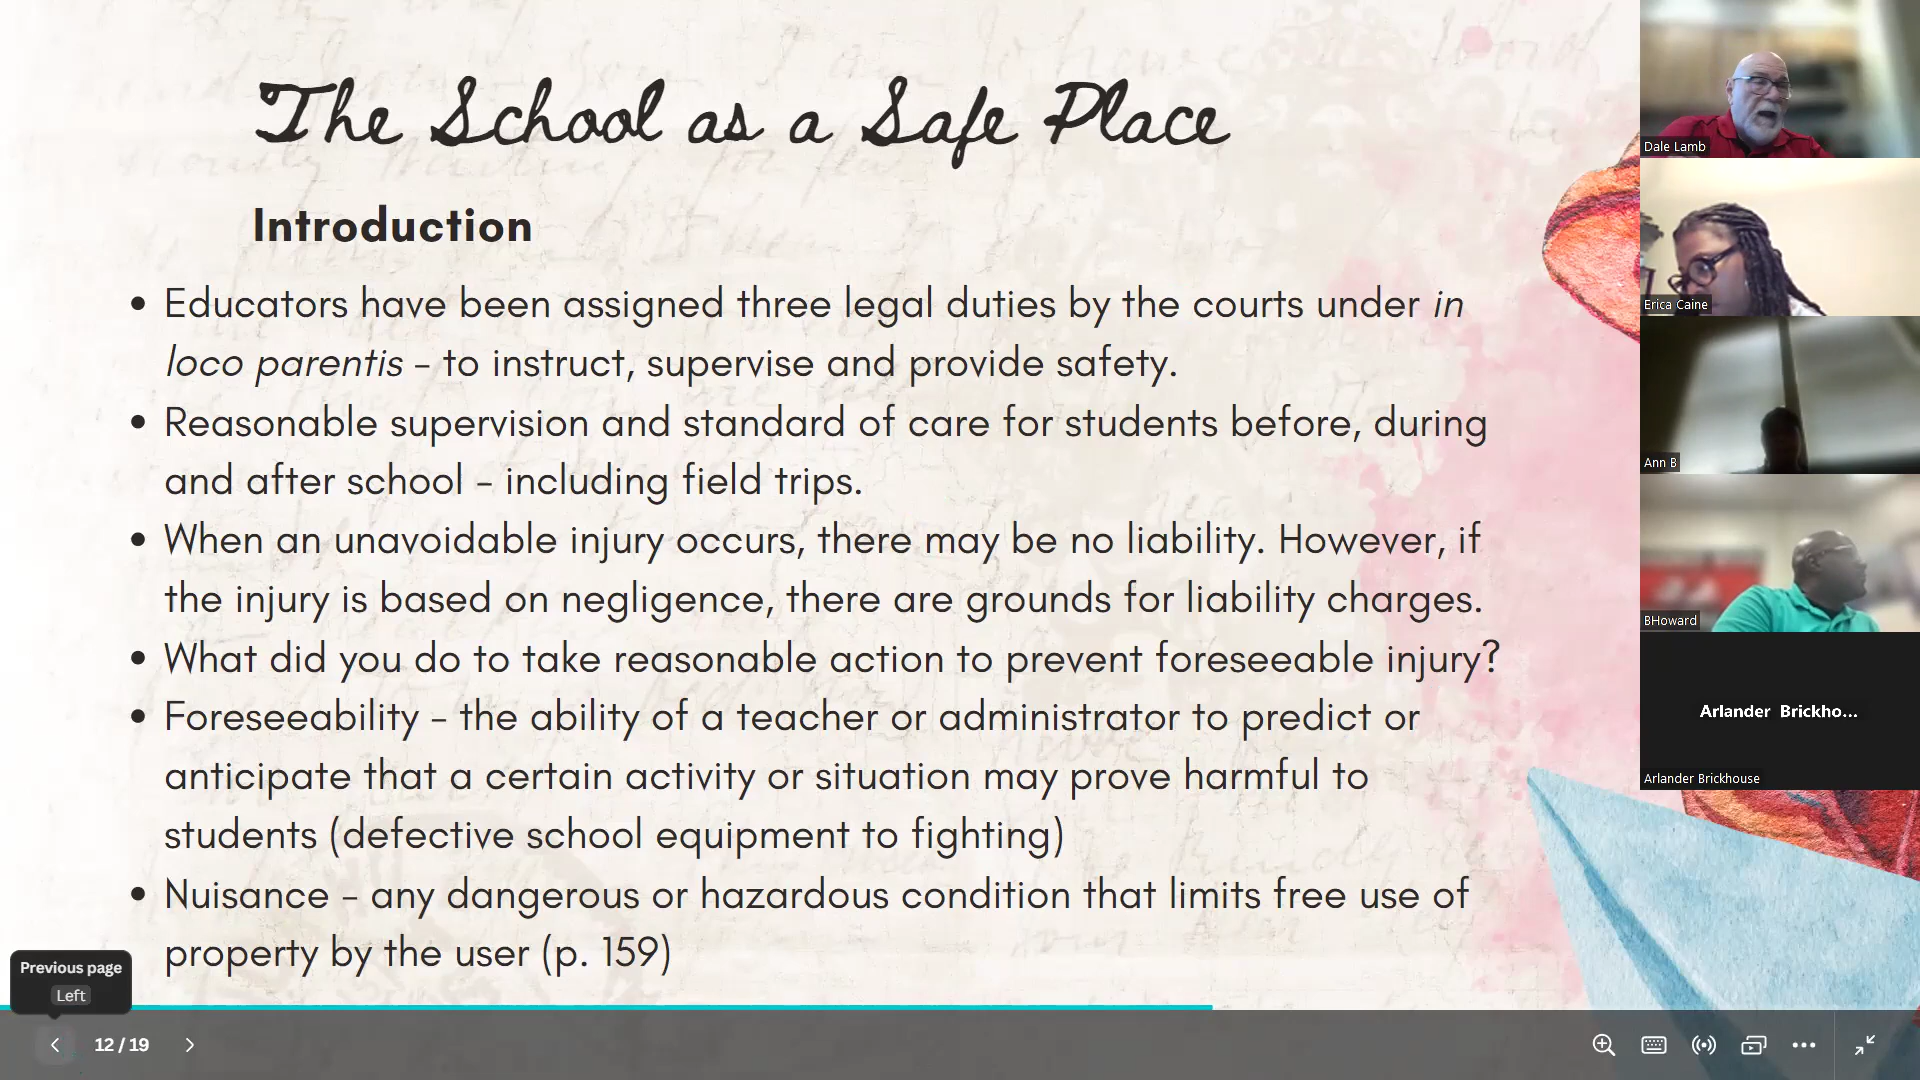 The School as a Safe Place
Introduction
• Educators have been assigned three legal duties by the courts under in
loco parentis – to instruct, supervise and provide safety.
• Reasonable supervision and standard of care for students before, during
and after school – including field trips.
• When an unavoidable injury occurs, there may be no liability. However, if
the injury is based on negligence, there are grounds for liability charges.
• What did you do to take reasonable action to prevent foreseeable injury?
• Foreseeability – the ability of a teacher or administrator to predict or
anticipate that a certain activity or situation may prove harmful to
students (defective school equipment to fighting)
• Nuisance – any dangerous or hazardous condition that limits free use of
property by the user (p. 159)
Previous page
Left
12 / 19
Dale Lamb
Erica Caine
Ann B
BHoward
Arlander Brickho...
Arlander Brickhouse